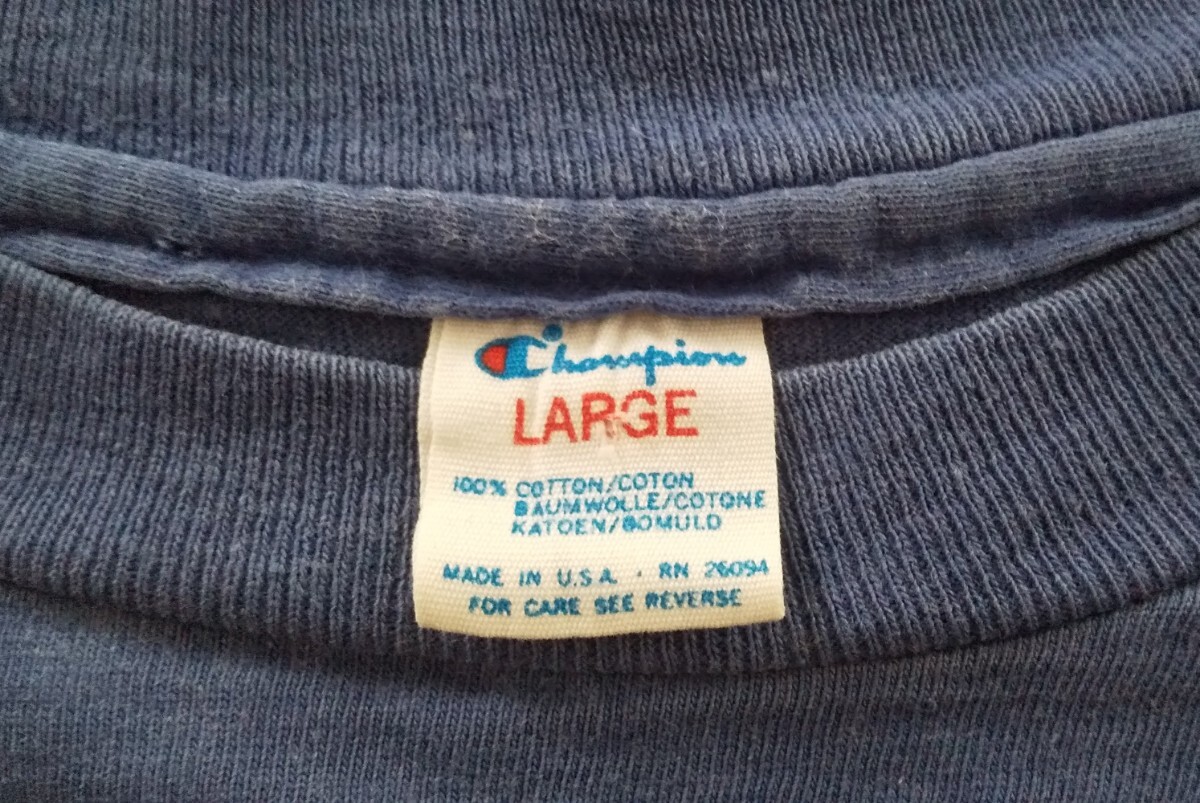 Champion
LARGE
100% COTTON/COTON
BAUMWOLLE/COTONE
KATOEN/BOMULD
MADE IN U.S.A. · RN 26094
FOR CARE SEE REVERSE